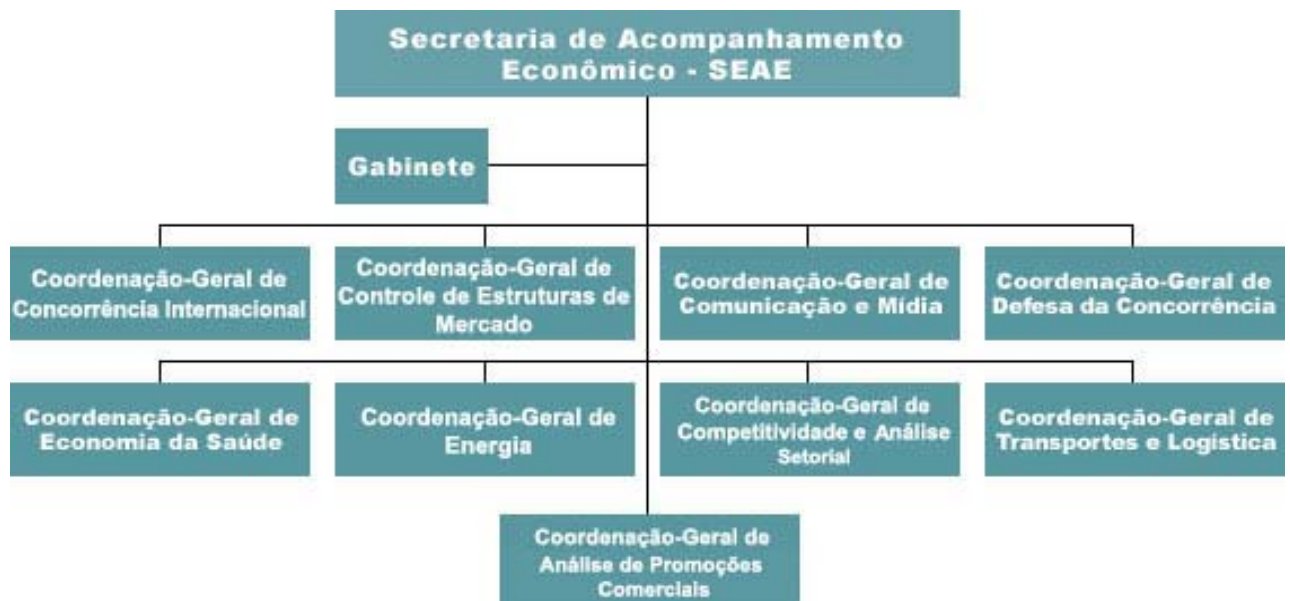 Secretaria de Acompanhamento
Econômico - SEAE
Gabinete
Coordenação-Geral de
Concorrência Internacional
Coordenação-Geral de
Controle de Estruturas de
Mercado
Coordenação-Geral de
Comunicação e Mídia
Coordenação-Geral de
Defesa da Concorrência
Coordenação-Geral de
Economia da Saúde
Coordenação-Geral de
Energia
Coordenação-Geral de
Competitividade e Análise
Setorial
Coordenação-Geral de
Transportes e Logística
Coordenação-Geral de
Análise de Promoções
Comerciais